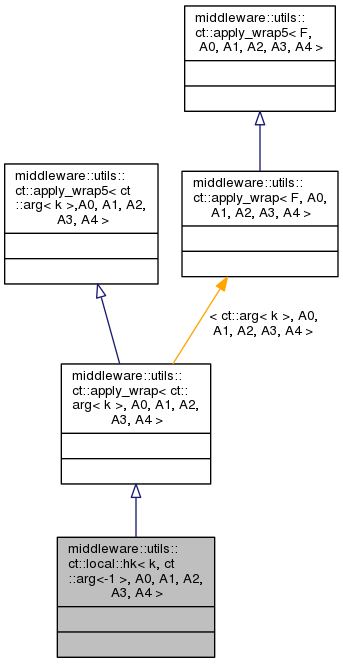 middleware::utils::
ct::apply_wrap5< F,
A0, A1, A2, A3, A4 >
middleware::utils::
ct::apply_wrap5< ct
::arg< k >,A0, A1, A2,
A3, A4 >
middleware::utils::
ct::apply_wrap< F, A0,
A1, A2, A3, A4 >
< ct::arg< k >, A0,
A1, A2, A3, A4 >
middleware::utils::
ct::apply_wrap< ct::
arg< k >, A0, A1, A2,
A3, A4 >
middleware::utils::
ct::local::hk< k, ct
::arg<-1 >, A0, A1, A2,
A3, A4 >